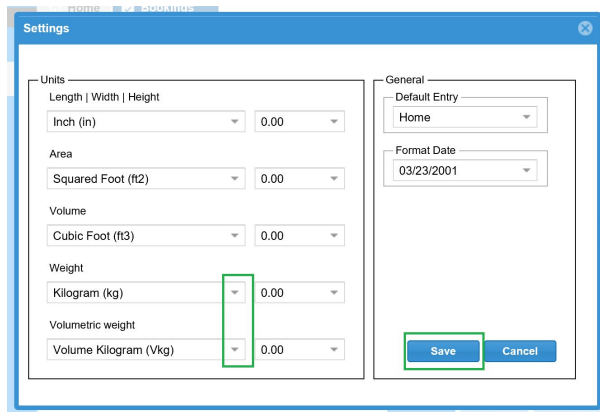 Home Bookings
Settings
Units
Length | Width | Height
Inch (in) 0.00
Area
Squared Foot (ft2) 0.00
Volume
Cubic Foot (ft3) 0.00
Weight
Kilogram (kg) 0.00
Volumetric weight
Volume Kilogram (Vkg) 0.00
General
Default Entry
Home
Format Date
03/23/2001
Save Cancel